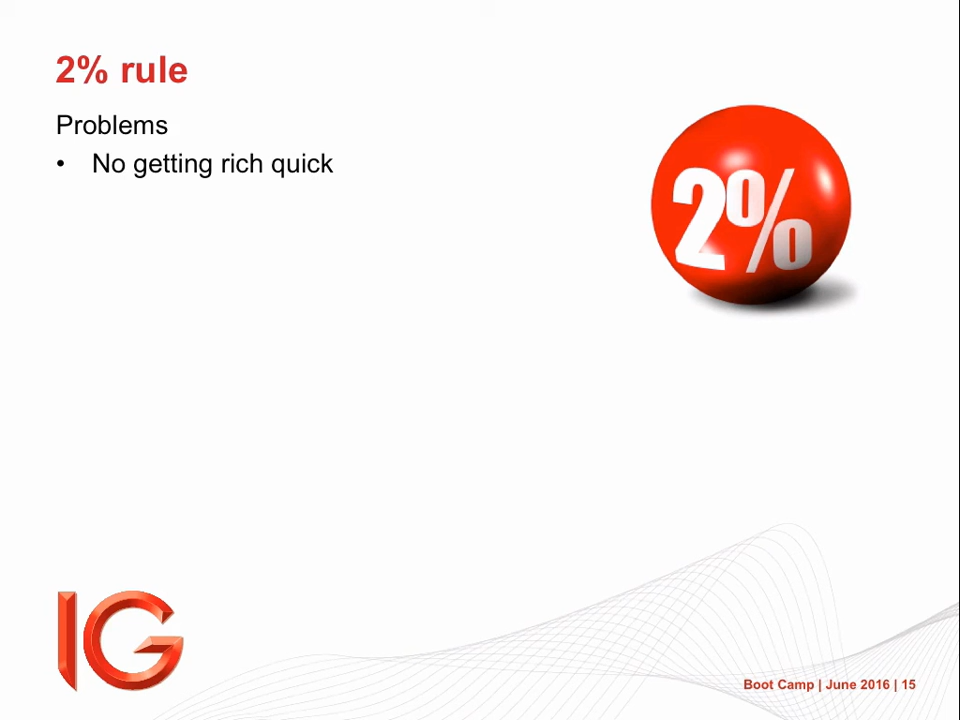 2% rule
Problems
• No getting rich quick
2%
IG
Boot Camp | June 2016 | 15